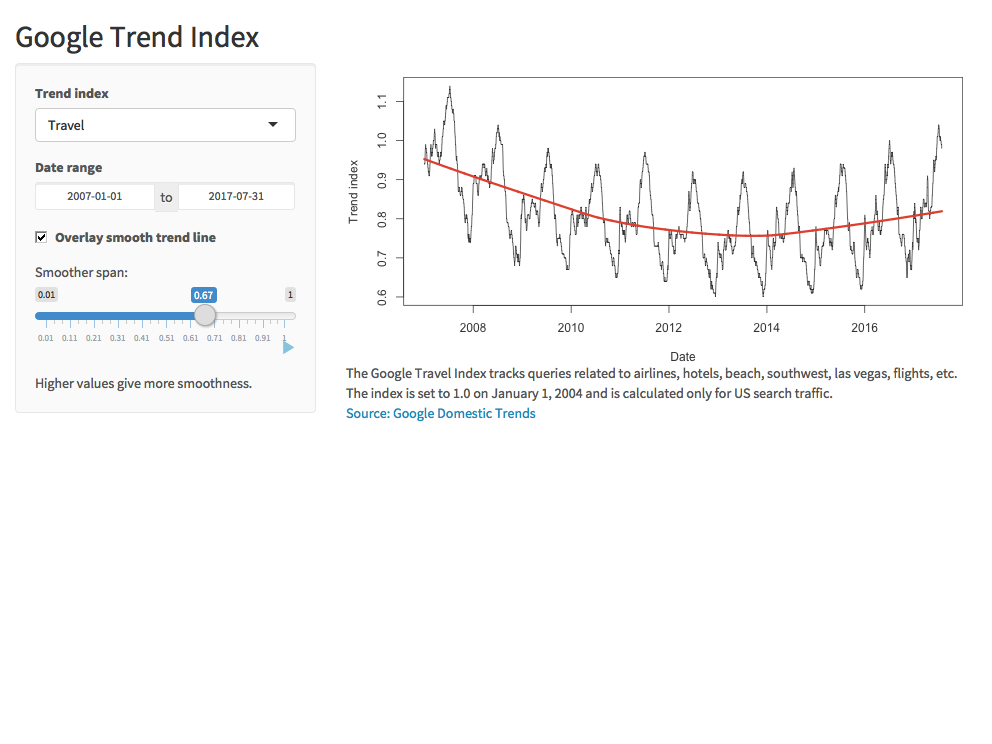 Google Trend Index
Trend index
Travel
Date range
2007-01-01 to 2017-07-31
Overlay smooth trend line
Smoother span:
0.01 0.67 1
0.01 0.11 0.21 0.31 0.41 0.51 0.61 0.71 0.81 0.91 1
Higher values give more smoothness.
Trend index
1.1
1.0
0.9
0.8
0.7
0.6
2008 2010 2012 2014 2016
Date
The Google Travel Index tracks queries related to airlines, hotels, beach, southwest, las vegas, flights, etc.
The index is set to 1.0 on January 1, 2004 and is calculated only for US search traffic.
Source: Google Domestic Trends